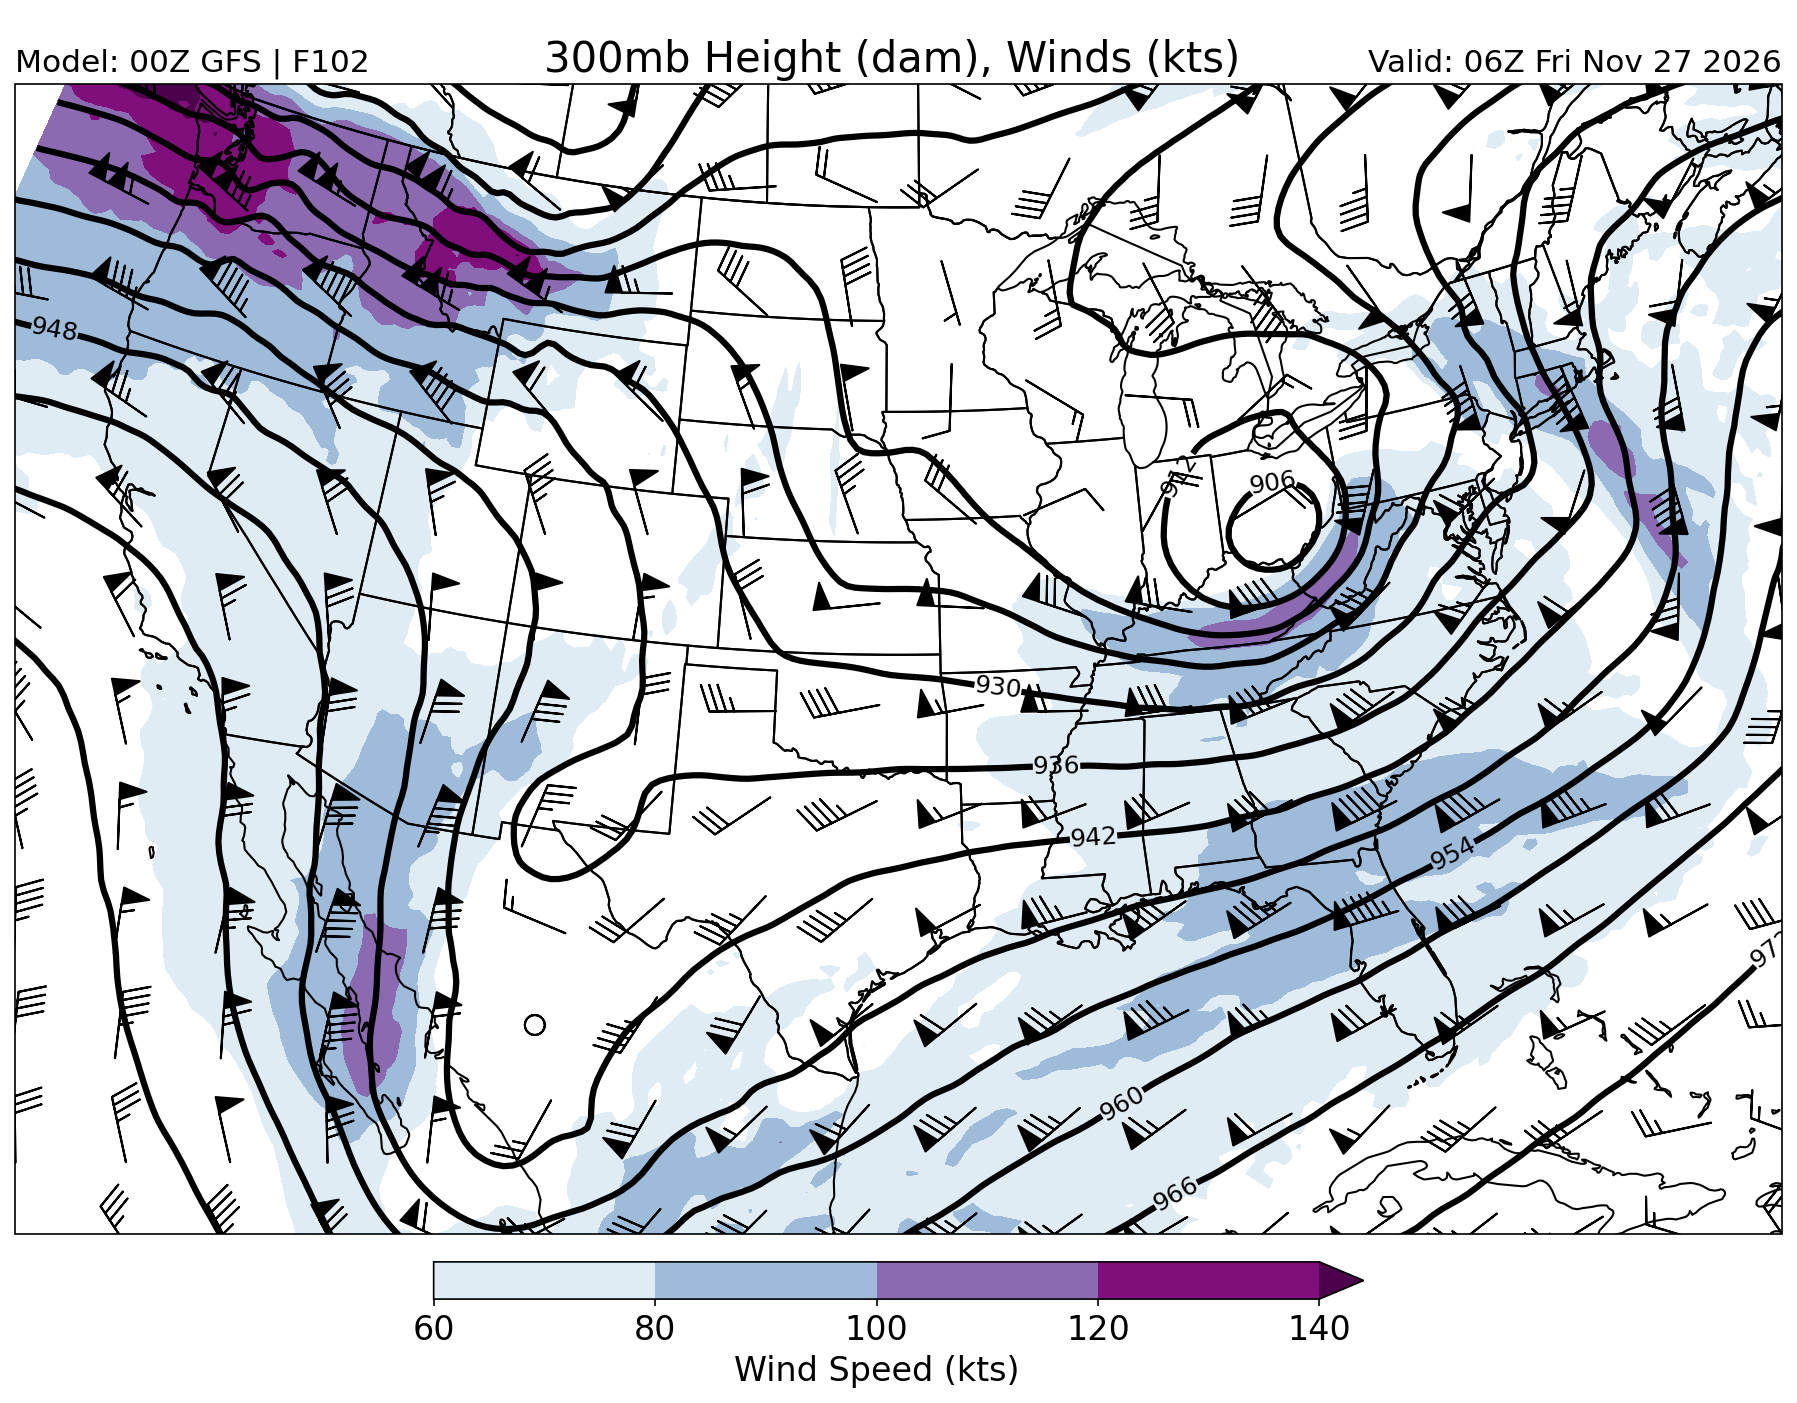 Model: 00Z GFS | F102
300mb Height (dam), Winds (kts)
Valid: 06Z Fri Nov 27 2026
948
912
906
930
936
942
954
960
966
60 80 100 120 140
Wind Speed (kts)